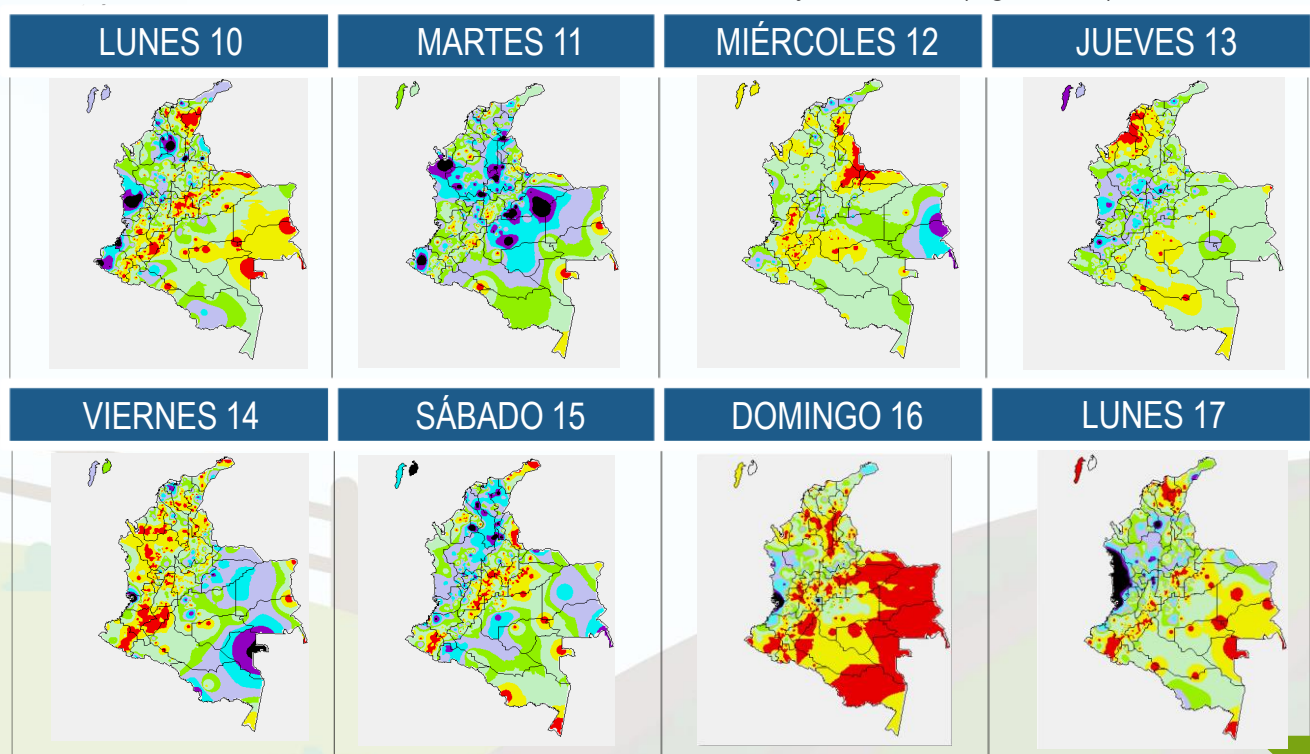 LUNES 10
MARTES 11
MIÉRCOLES 12
JUEVES 13
VIERNES 14
SÁBADO 15
DOMINGO 16
LUNES 17